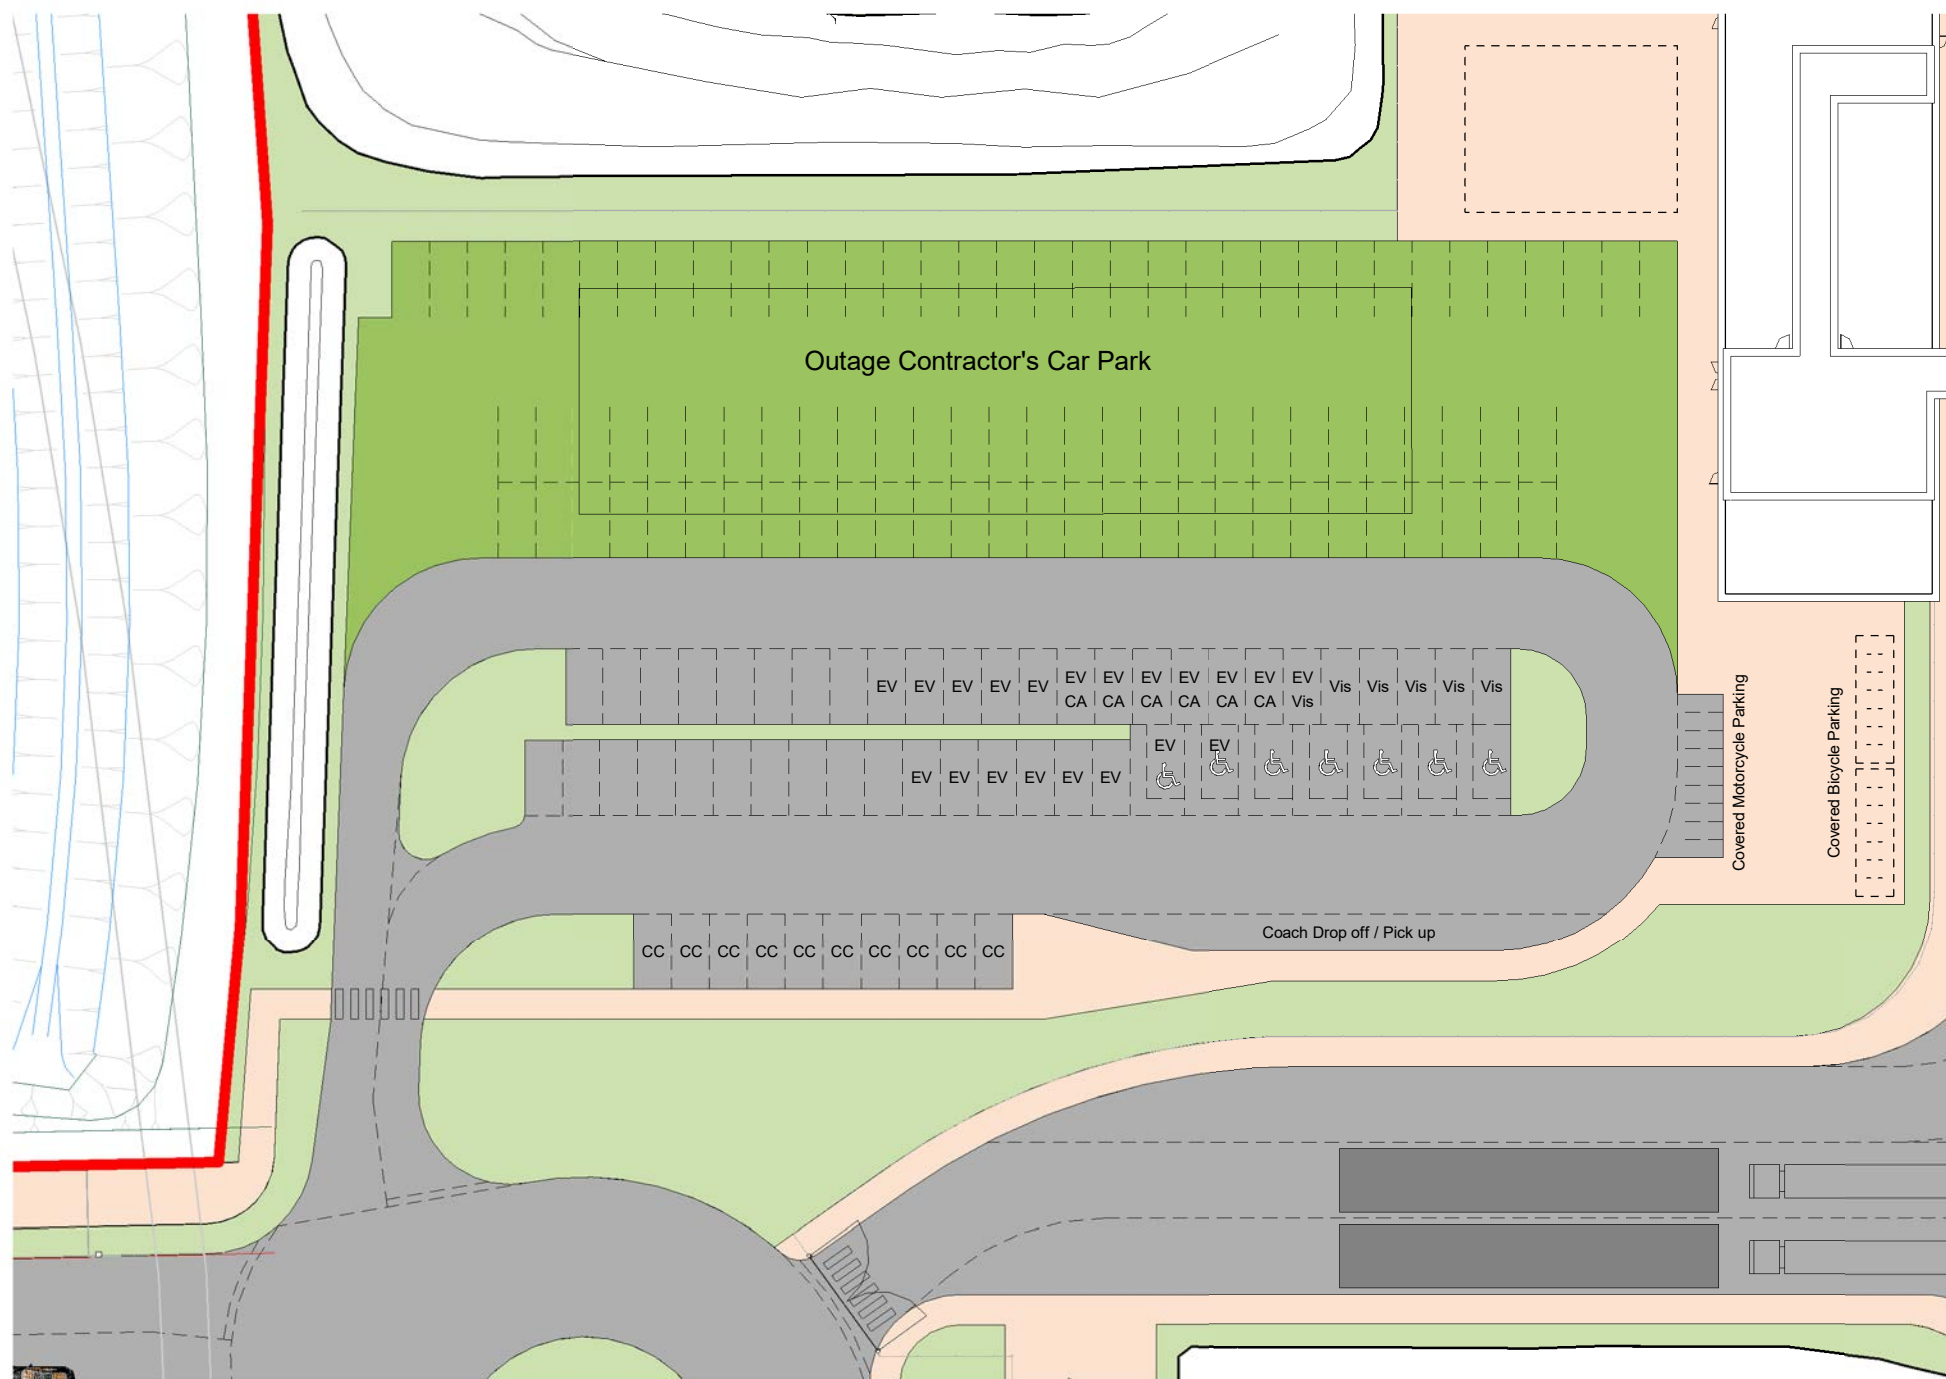 Outage Contractor's Car Park
EV EV EV EV EV EV EV EV EV EV EV EV Vis Vis Vis Vis Vis
CA CA CA CA CA CA Vis
EV EV
EV EV EV EV EV EV
Covered Motorcycle Parking
Covered Bicycle Parking
Coach Drop off / Pick up
CC CC CC CC CC CC CC CC CC CC